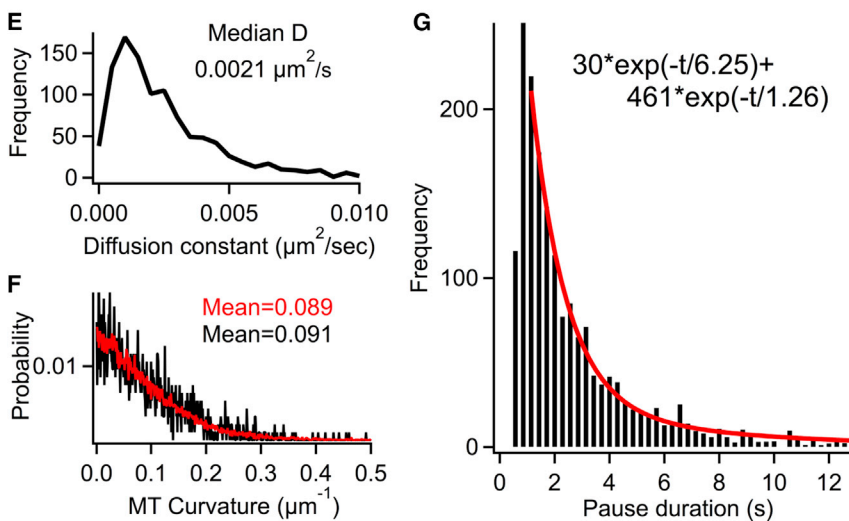 E
Median D
0.0021 µm²/s
Frequency
150
100
50
0
0.000
0.005
0.010
Diffusion constant (µm²/sec)
F
Mean=0.089
Mean=0.091
Probability
0.01
0.0
0.1
0.2
0.3
0.4
0.5
MT Curvature (µm⁻¹)
G
30*exp(-t/6.25)+
461*exp(-t/1.26)
Frequency
200
100
0
0
2
4
6
8
10
12
Pause duration (s)